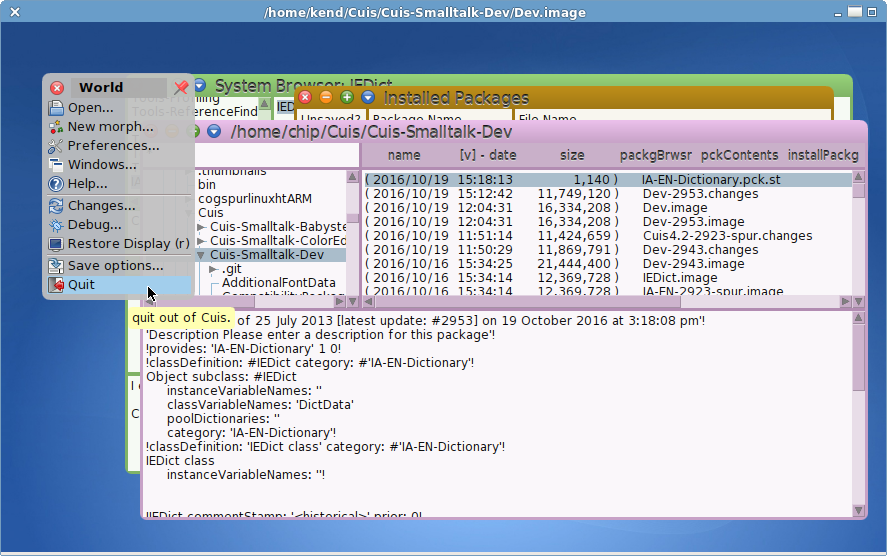 /home/kend/Cuis/Cuis-Smalltalk-Dev/Dev.image
World
Open...
New morph...
Preferences...
Windows...
Help...
Changes...
Debug...
Restore Display (r)
Save options...
Quit
quit out of Cuis.
System Browser: IEDict
Tools-ReferenceFind
IED
Installed Packages
Unsaved?
Package Name
File Name
/home/chip/Cuis/Cuis-Smalltalk-Dev
name [v] - date size packgBrwsr pckContents installPackg
.thumbnails
bin
cogspurlinuxhtARM
Cuis
Cuis-Smalltalk-Babyste
Cuis-Smalltalk-ColorEd
Cuis-Smalltalk-Dev
.git
AdditionalFontData
( 2016/10/19 15:18:13 1,140 ) IA-EN-Dictionary.pck.st
( 2016/10/19 15:12:42 11,749,120 ) Dev-2953.changes
( 2016/10/19 12:04:31 16,334,208 ) Dev.image
( 2016/10/19 12:04:31 16,334,208 ) Dev-2953.image
( 2016/10/19 11:51:14 11,424,659 ) Cuis4.2-2923-spur.changes
( 2016/10/19 11:50:29 11,869,791 ) Dev-2943.changes
( 2016/10/16 15:34:25 21,444,400 ) Dev-2943.image
( 2016/10/16 15:34:14 12,369,728 ) IEDict.image
( 2016/10/16 15:34:14 12,369,728 ) IA-EN-2923-spur.image
of 25 July 2013 [latest update: #2953] on 19 October 2016 at 3:18:08 pm'!
'Description Please enter a description for this package'!
!provides: 'IA-EN-Dictionary' 1 0!
!classDefinition: #IEDict category: #'IA-EN-Dictionary'!
Object subclass: #IEDict
instanceVariableNames: ''
classVariableNames: 'DictData'
poolDictionaries: ''
category: 'IA-EN-Dictionary'!
!classDefinition: 'IEDict class' category: #'IA-EN-Dictionary'!
IEDict class
instanceVariableNames: ''!
!IEDict commentStamp: '<historical>' prior: 0!